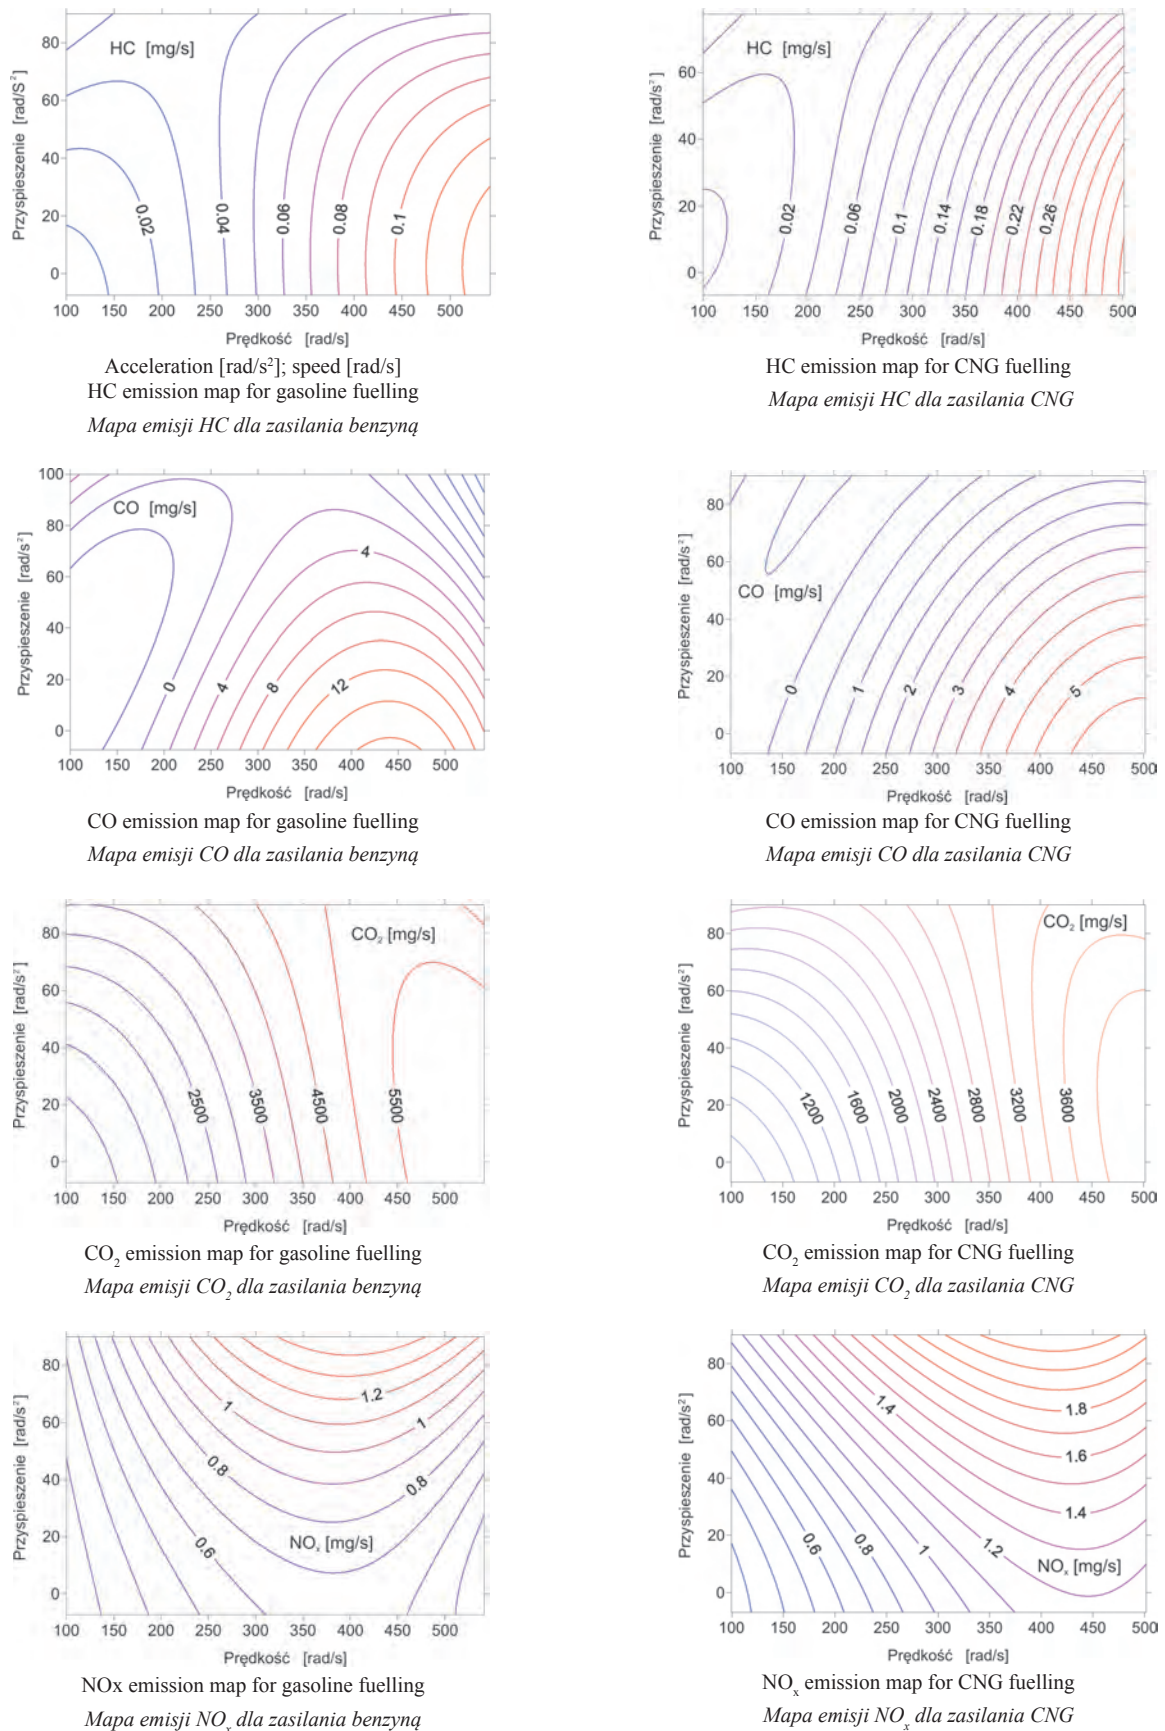 HC [mg/s]
Przyspieszenie [rad/S²]
80
60
40
20
0
0.02
0.04
0.06
0.08
0.1
100 150 200 250 300 350 400 450 500
Prędkość [rad/s]
Acceleration [rad/s²]; speed [rad/s]
HC emission map for gasoline fuelling
Mapa emisji HC dla zasilania benzyną
HC [mg/s]
Przyspieszenie [rad/s²]
60
40
20
0
0.02
0.06
0.1
0.14
0.18
0.22
0.26
100 150 200 250 300 350 400 450 500
Prędkość [rad/s]
HC emission map for CNG fuelling
Mapa emisji HC dla zasilania CNG
CO [mg/s]
Przyspieszenie [rad/s²]
100
80
60
40
20
0
4
0
4
8
12
100 150 200 250 300 350 400 450 500
Prędkość [rad/s]
CO emission map for gasoline fuelling
Mapa emisji CO dla zasilania benzyną
CO [mg/s]
Przyspieszenie [rad/s²]
80
60
40
20
0
0
1
2
3
4
5
100 150 200 250 300 350 400 450 500
Prędkość [rad/s]
CO emission map for CNG fuelling
Mapa emisji CO dla zasilania CNG
CO₂ [mg/s]
Przyspieszenie [rad/s²]
80
60
40
20
0
2500
3500
4500
5500
100 150 200 250 300 350 400 450 500
Prędkość [rad/s]
CO₂ emission map for gasoline fuelling
Mapa emisji CO₂ dla zasilania benzyną
CO₂ [mg/s]
Przyspieszenie [rad/s²]
80
60
40
20
0
1200
1600
2000
2400
2800
3200
3600
100 150 200 250 300 350 400 450 500
Prędkość [rad/s]
CO₂ emission map for CNG fuelling
Mapa emisji CO₂ dla zasilania CNG
Przyspieszenie [rad/s²]
80
60
40
20
0
1.2
1
1
0.8
0.8
0.6
NOₓ [mg/s]
100 150 200 250 300 350 400 450 500
Prędkość [rad/s]
NOx emission map for gasoline fuelling
Mapa emisji NOₓ dla zasilania benzyną
Przyspieszenie [rad/s²]
80
60
40
20
0
1.4
1.8
1.6
1.4
0.6
0.8
1
1.2
NOₓ [mg/s]
100 150 200 250 300 350 400 450 500
Prędkość [rad/s]
NOₓ emission map for CNG fuelling
Mapa emisji NOₓ dla zasilania CNG